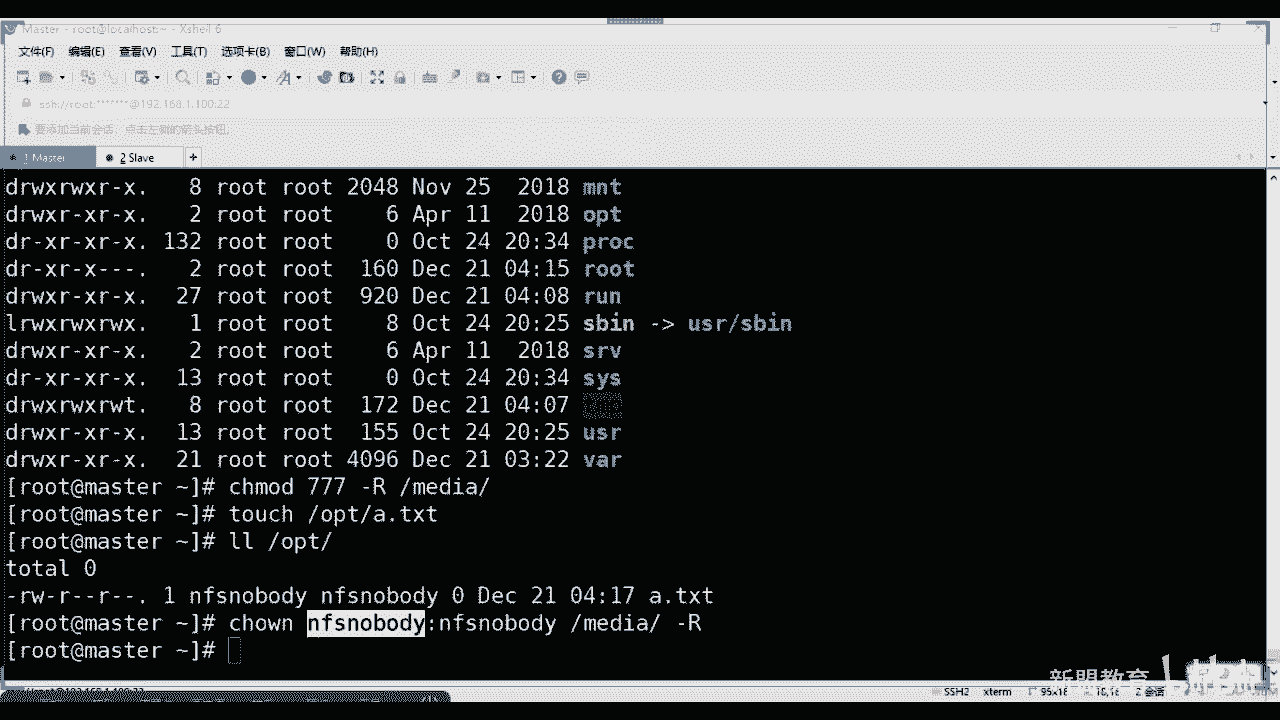 Master - root@localhost:~ - Xshell 6
文件(F) 编辑(E) 查看(V) 工具(T) 选项卡(B) 窗口(W) 帮助(H)
ssh://root:*******@192.168.1.100:22
要添加当前会话，点击左侧的箭头按钮。
1 Master 2 Slave +
drwxrwxr-x. 8 root root 2048 Nov 25 2018 mnt
drwxr-xr-x. 2 root root 6 Apr 11 2018 opt
dr-xr-xr-x. 132 root root 0 Oct 24 20:34 proc
dr-xr-x---. 2 root root 160 Dec 21 04:15 root
drwxr-xr-x. 27 root root 920 Dec 21 04:08 run
lrwxrwxrwx. 1 root root 8 Oct 24 20:25 sbin -> usr/sbin
drwxr-xr-x. 2 root root 6 Apr 11 2018 srv
dr-xr-xr-x. 13 root root 0 Oct 24 20:34 sys
drwxrwxrwt. 8 root root 172 Dec 21 04:07
drwxr-xr-x. 13 root root 155 Oct 24 20:25 usr
drwxr-xr-x. 21 root root 4096 Dec 21 03:22 var
[root@master ~]# chmod 777 -R /media/
[root@master ~]# touch /opt/a.txt
[root@master ~]# ll /opt/
total 0
-rw-r--r--. 1 nfsnobody nfsnobody 0 Dec 21 04:17 a.txt
[root@master ~]# chown nfsnobody:nfsnobody /media/ -R
[root@master ~]#
新盟教育
SSH2 xterm